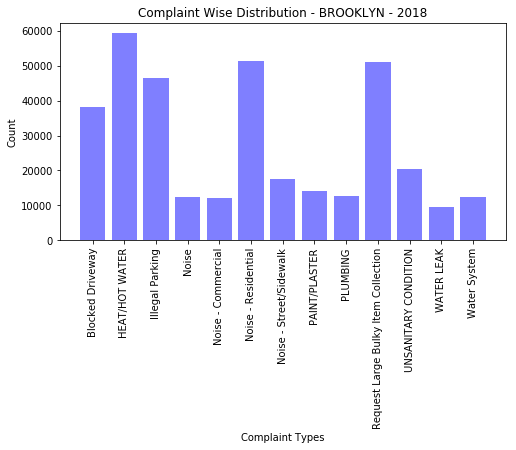 Complaint Wise Distribution - BROOKLYN - 2018
60000
50000
40000
30000
20000
10000
0
Count
Blocked Driveway
HEAT/HOT WATER
Illegal Parking
Noise
Noise - Commercial
Noise - Residential
Noise - Street/Sidewalk
PAINT/PLASTER
PLUMBING
Request Large Bulky Item Collection
UNSANITARY CONDITION
WATER LEAK
Water System
Complaint Types